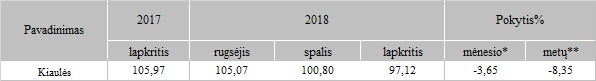 Pavadinimas 2017 2018 Pokytis%
lapkritis rugsėjis spalis lapkritis mėnesio* metų**
Kiaulės 105,97 105,07 100,80 97,12 -3,65 -8,35